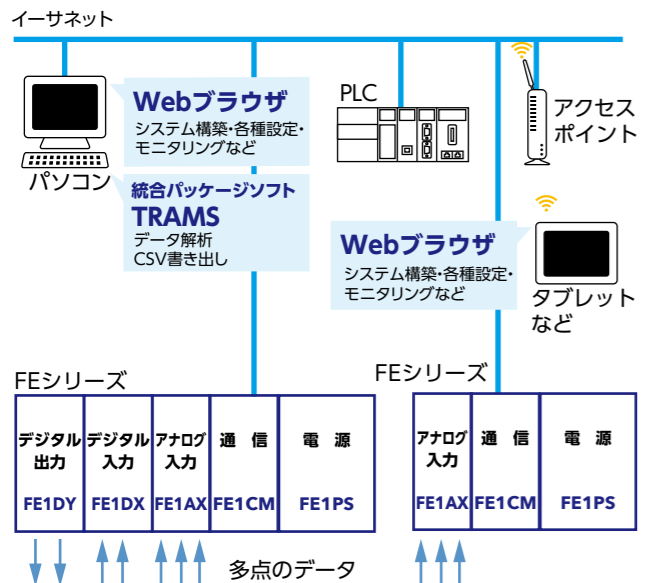 イーサネット
Webブラウザ
システム構築・各種設定・
モニタリングなど
パソコン
統合パッケージソフト
TRAMS
データ解析
CSV書き出し
PLC
アクセス
ポイント
Webブラウザ
システム構築・各種設定・
モニタリングなど
タブレット
など
FEシリーズ
デジタル
出力
FE1DY
デジタル
入力
FE1DX
アナログ
入力
FE1AX
通 信
FE1CM
電 源
FE1PS
多点のデータ
FEシリーズ
アナログ
入力
FE1AX
通 信
FE1CM
電 源
FE1PS